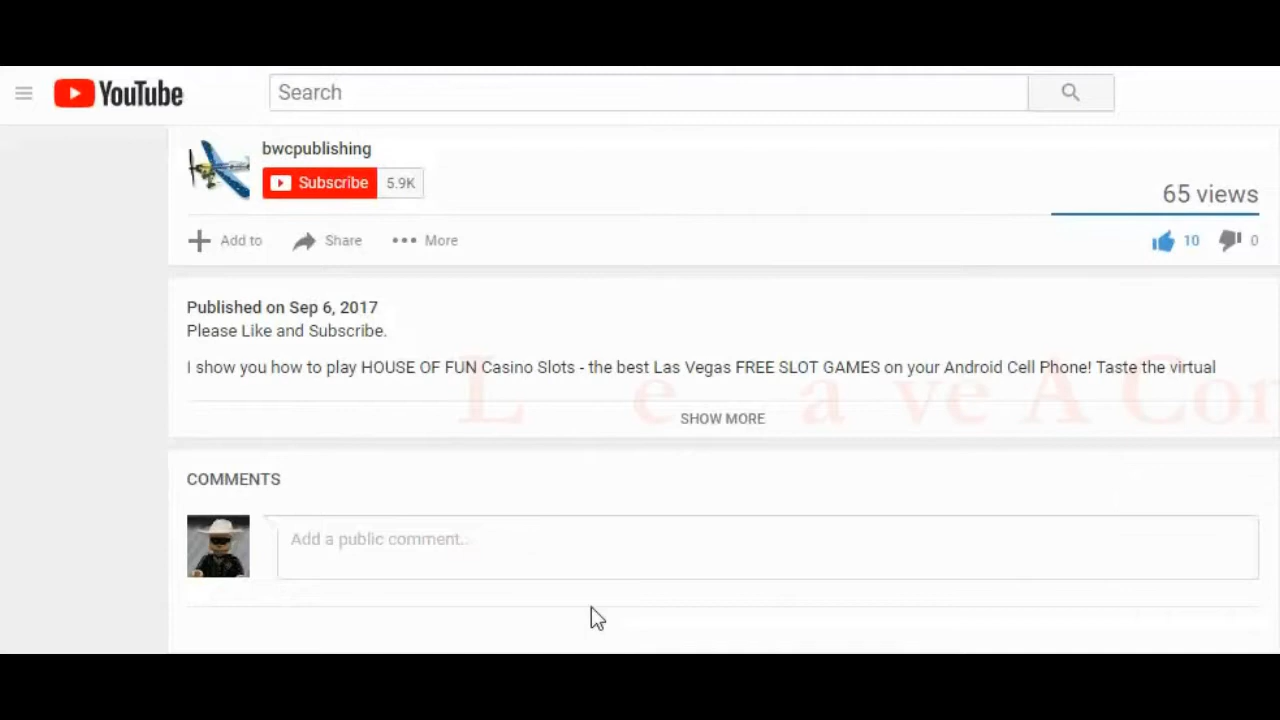 YouTube
Search
bwcpublishing
Subscribe 5.9K
65 views
Add to Share More
10 0
Published on Sep 6, 2017
Please Like and Subscribe.
I show you how to play HOUSE OF FUN Casino Slots - the best Las Vegas FREE SLOT GAMES on your Android Cell Phone! Taste the virtual
L e a ve A Co
SHOW MORE
COMMENTS
Add a public comment...